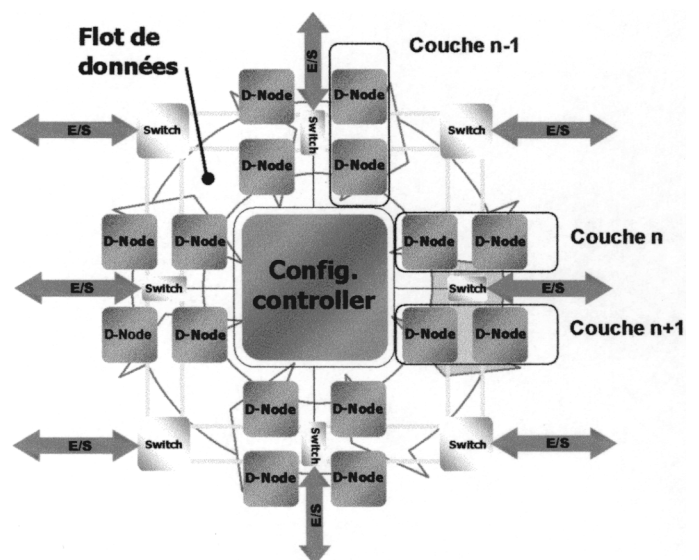 Flot de
données
E/S
Couche n-1
D-Node
D-Node
E/S
Switch
Switch
Switch
E/S
D-Node
D-Node
D-Node
D-Node
D-Node
D-Node
Couche n
Config.
controller
E/S
Switch
Switch
E/S
D-Node
D-Node
D-Node
D-Node
Couche n+1
D-Node
D-Node
E/S
Switch
Switch
Switch
E/S
D-Node
D-Node
E/S